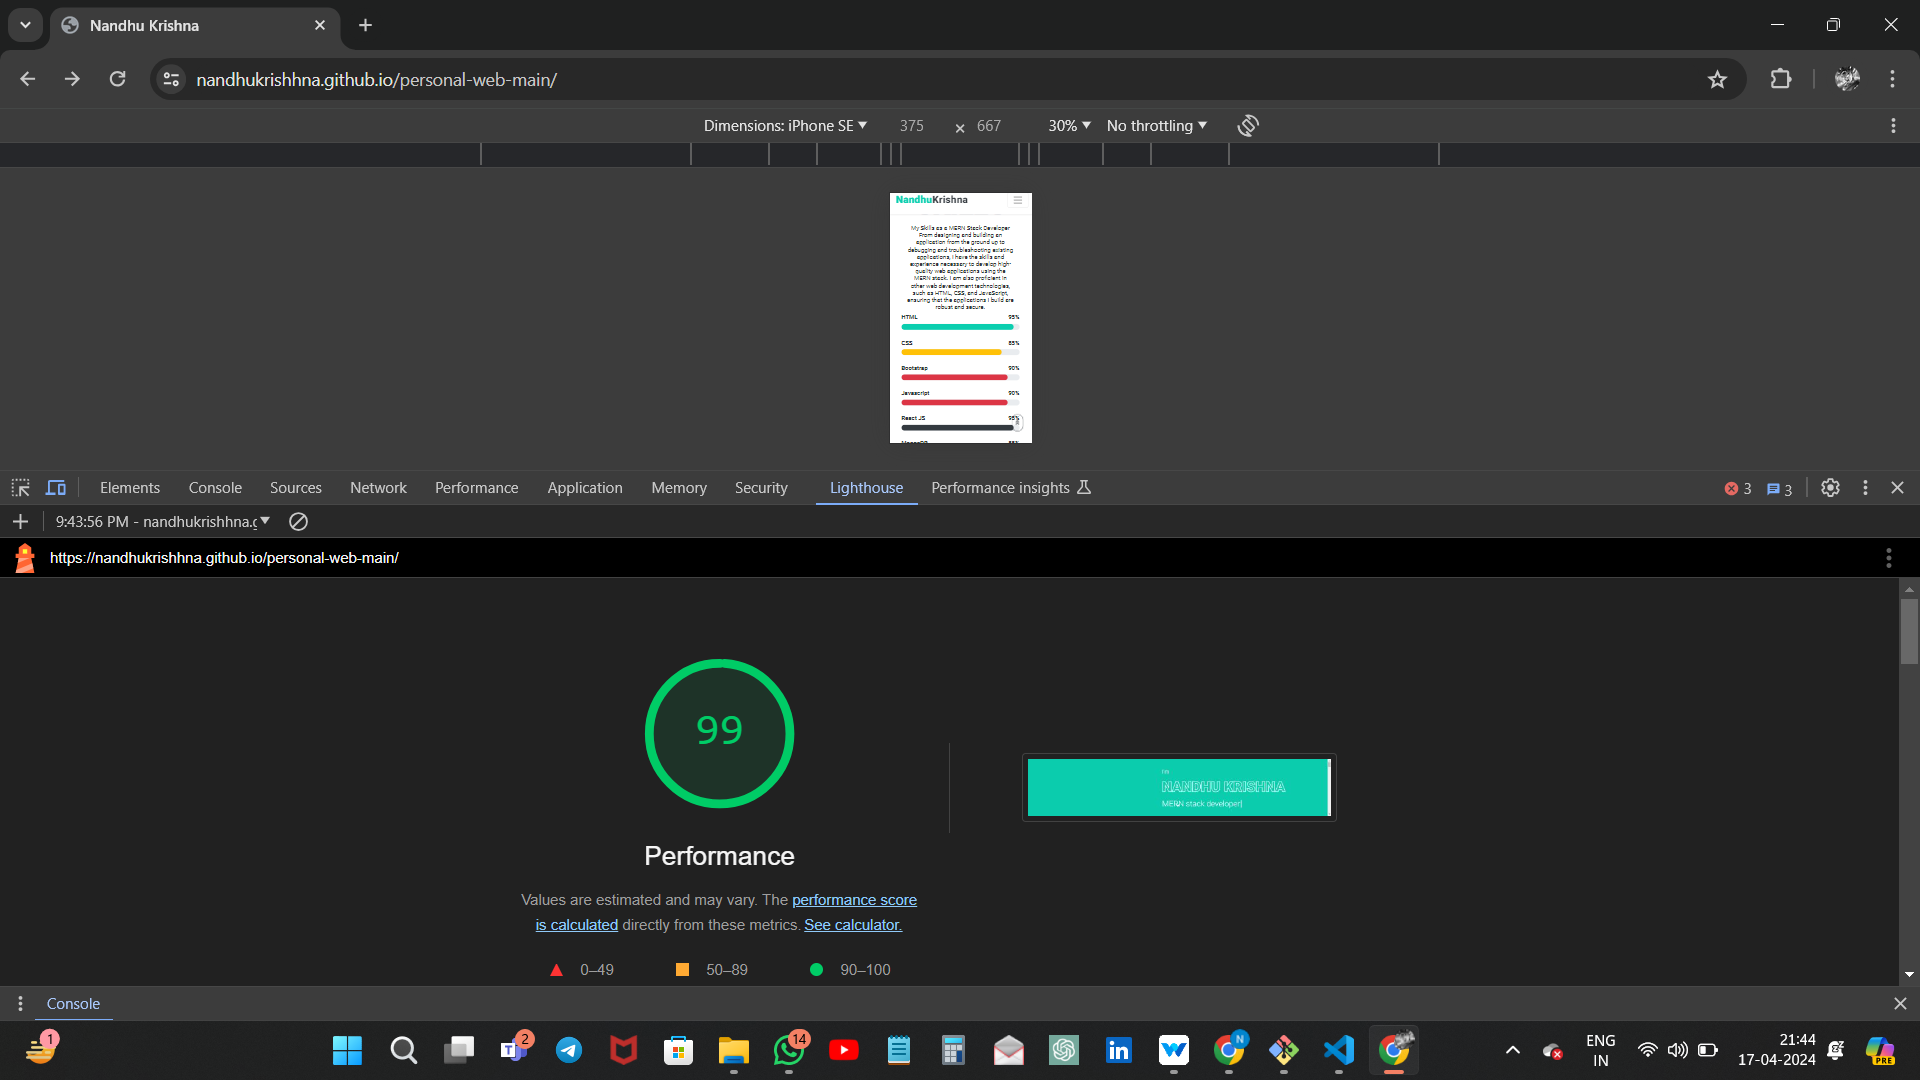 Nandhu Krishna
nandhukrishhna.github.io/personal-web-main/
Dimensions: iPhone SE 375 × 667 30% No throttling
NandhuKrishna
My Skills as a MERN Stack Developer
From designing and building an
application from the ground up to
debugging and troubleshooting existing
applications, I have the skills and
experience necessary to develop high-
quality web applications using the
MERN stack. I am also proficient in
other web development technologies,
such as HTML, CSS, and JavaScript,
ensuring that the applications I build are
robust and secure.
HTML 95%
CSS 85%
Bootstrap 90%
Javascript 90%
React JS 95%
Elements Console Sources Network Performance Application Memory Security Lighthouse Performance insights 3 3
9:43:56 PM - nandhukrishhna.g
https://nandhukrishhna.github.io/personal-web-main/
99
I'm
NANDHU KRISHNA
MERN stack developer|
Performance
Values are estimated and may vary. The performance score
is calculated directly from these metrics. See calculator.
0–49 50–89 90–100
Console
1 2 14 N
ENG
IN
21:44
17-04-2024
PRE